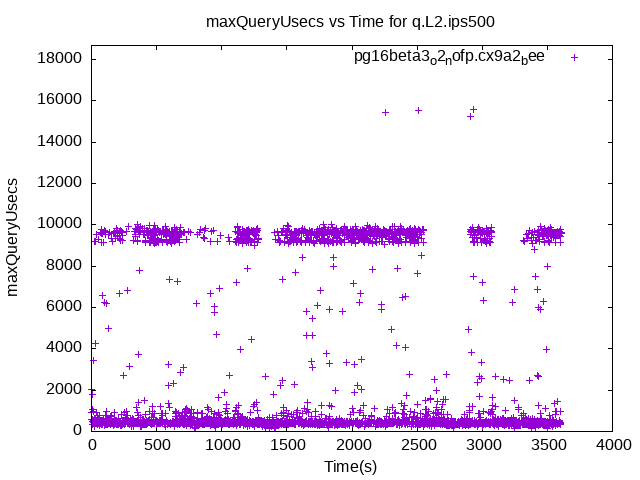 maxQueryUsecs vs Time for q.L2.ips500
pg16beta3o2nofp.cx9a2bee
maxQueryUsecs
18000
16000
14000
12000
10000
8000
6000
4000
2000
0
0 500 1000 1500 2000 2500 3000 3500 4000
Time(s)